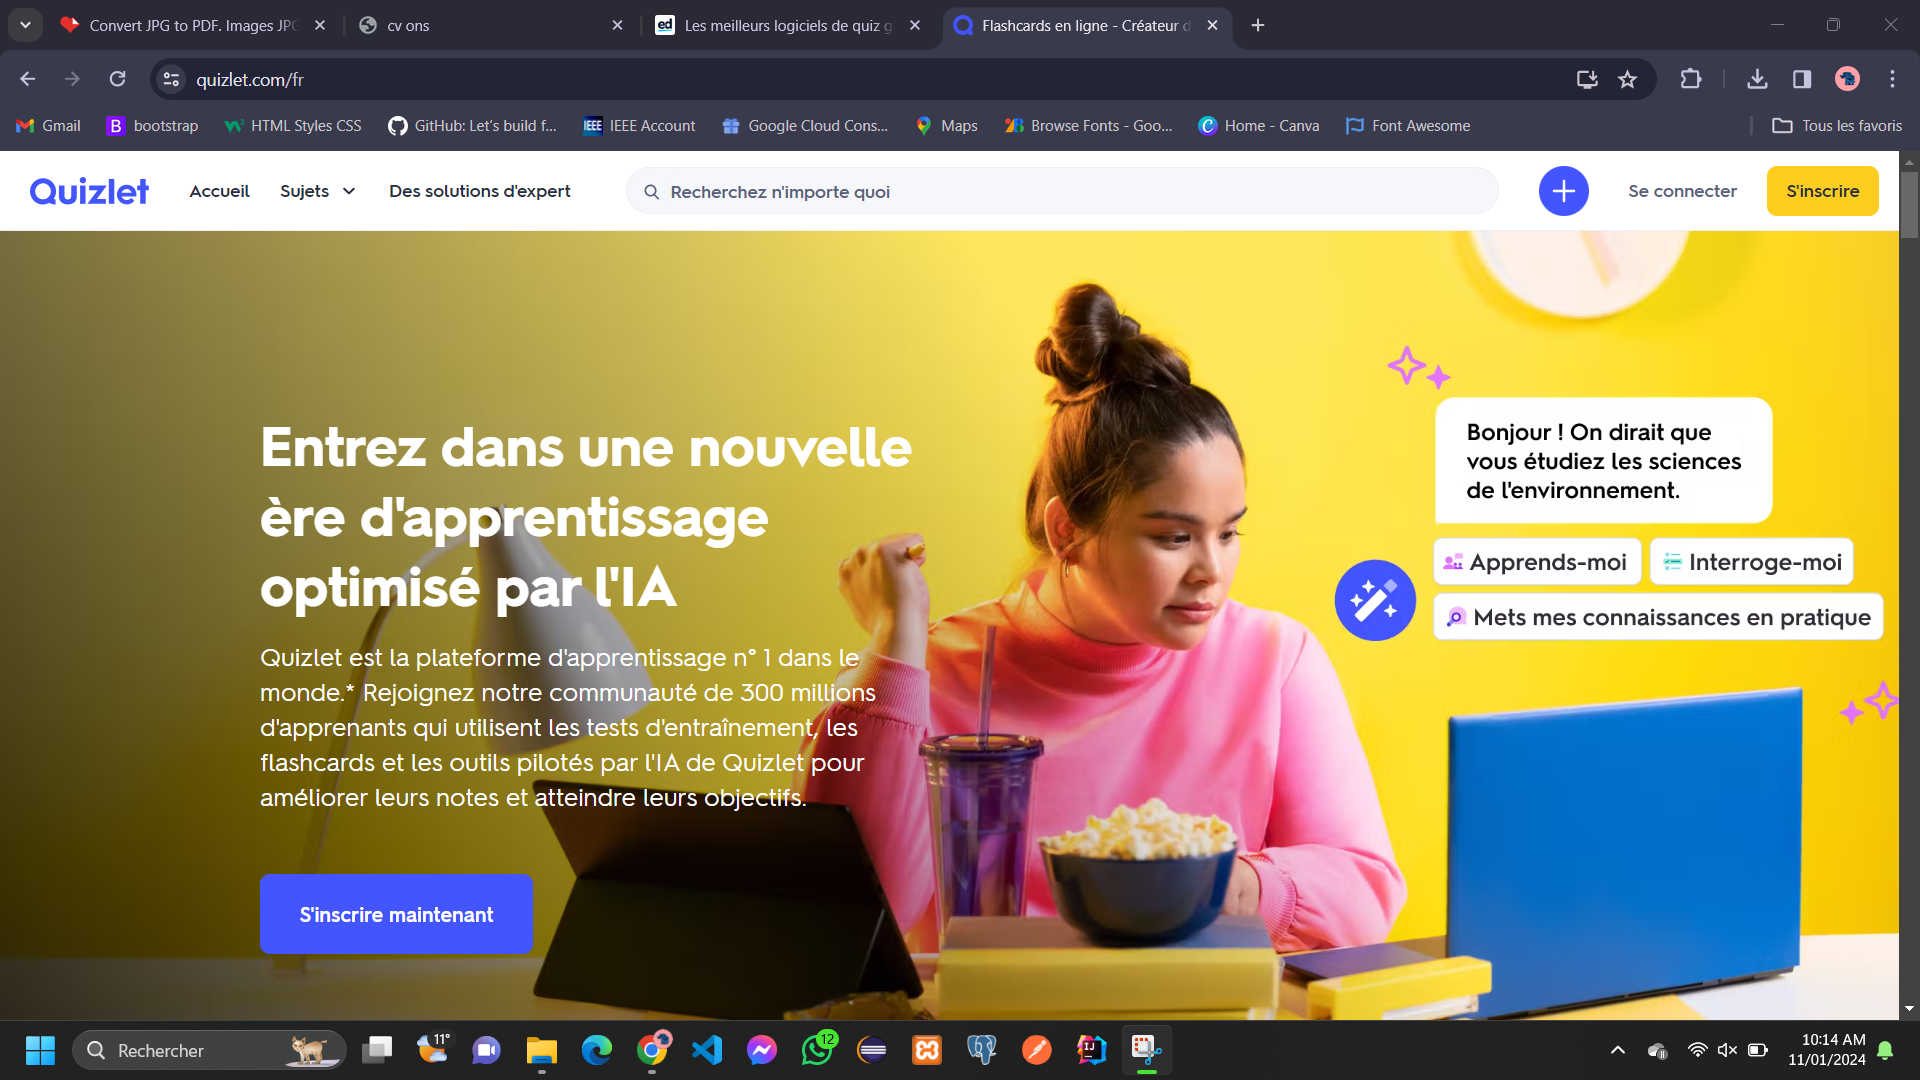 Convert JPG to PDF. Images JPG
cv ons
Les meilleurs logiciels de quiz g
Flashcards en ligne - Créateur d
quizlet.com/fr
Gmail
bootstrap
HTML Styles CSS
GitHub: Let's build f...
IEEE Account
Google Cloud Cons...
Maps
Browse Fonts - Goo...
Home - Canva
Font Awesome
Tous les favoris
Quizlet
Accueil
Sujets
Des solutions d'expert
Recherchez n'importe quoi
Se connecter
S'inscrire
Entrez dans une nouvelle
ère d'apprentissage
optimisé par l'IA
Quizlet est la plateforme d'apprentissage n° 1 dans le
monde.* Rejoignez notre communauté de 300 millions
d'apprenants qui utilisent les tests d'entraînement, les
flashcards et les outils pilotés par l'IA de Quizlet pour
améliorer leurs notes et atteindre leurs objectifs.
S'inscrire maintenant
Bonjour ! On dirait que
vous étudiez les sciences
de l'environnement.
Apprends-moi
Interroge-moi
Mets mes connaissances en pratique
Rechercher
11°
12
10:14 AM
11/01/2024